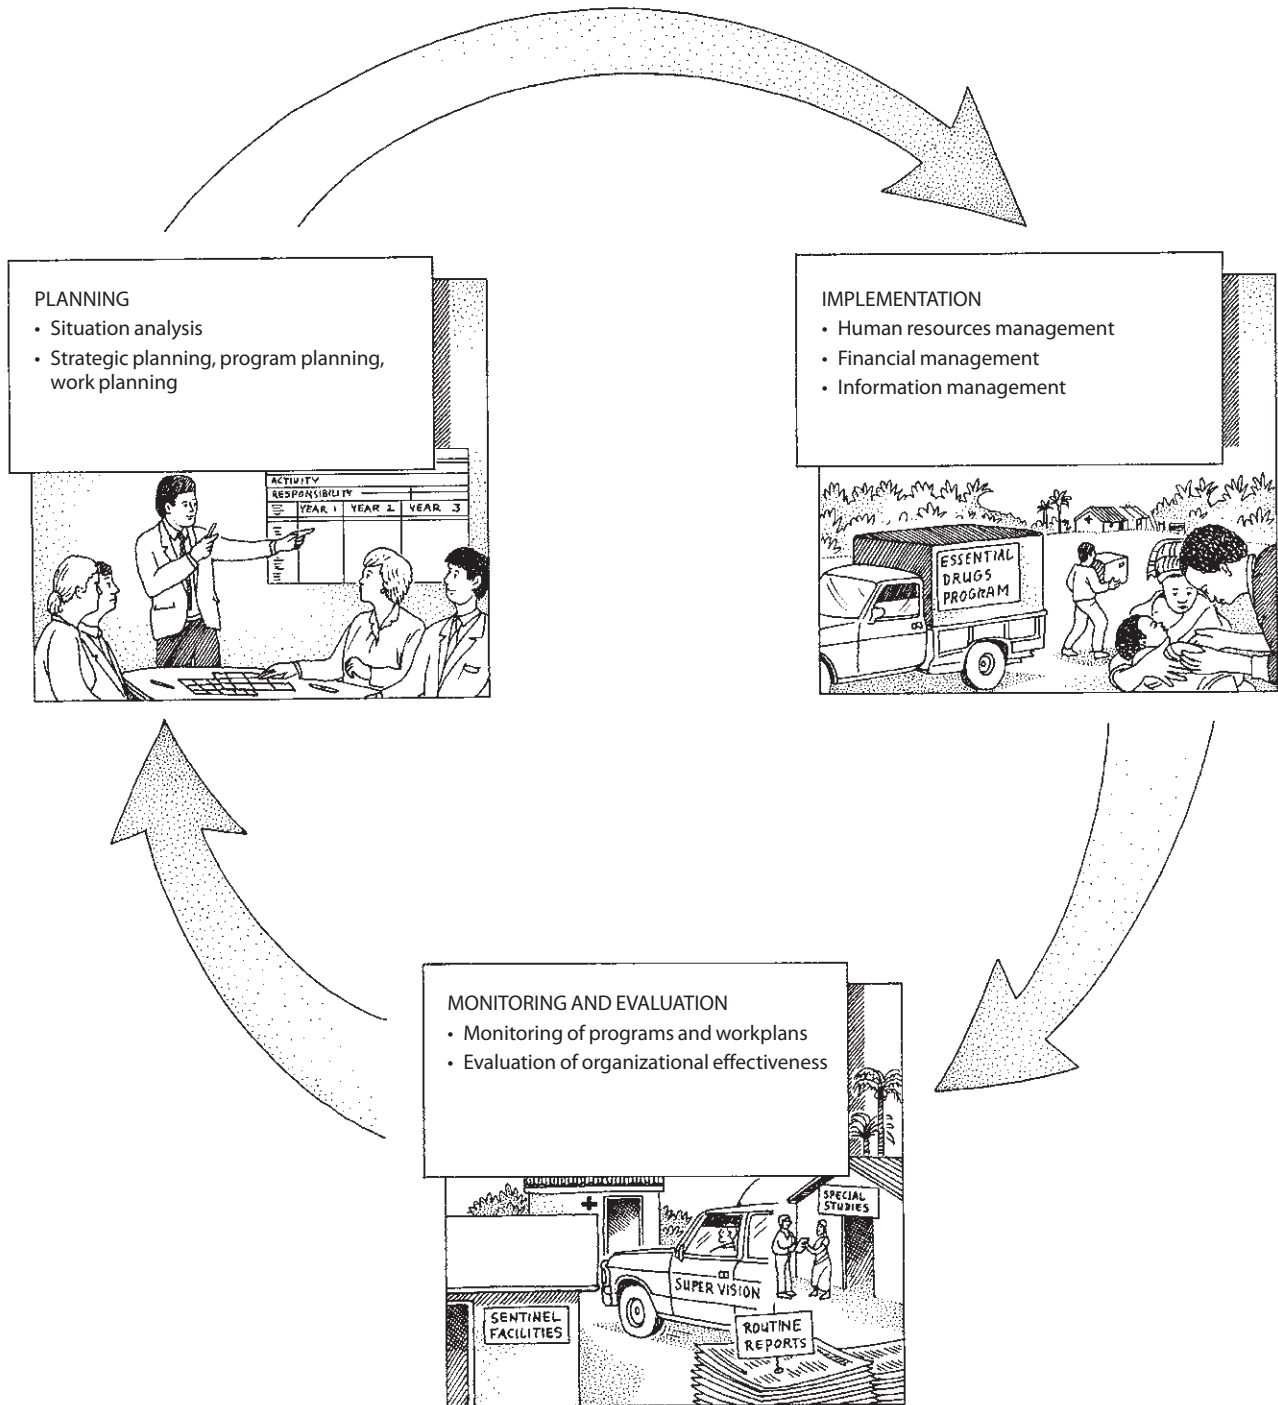 PLANNING
• Situation analysis
• Strategic planning, program planning,
work planning
ACTIVITY
RESPONSIBILITY
YEAR 1 YEAR 2 YEAR 3
IMPLEMENTATION
• Human resources management
• Financial management
• Information management
ESSENTIAL
DRUGS
PROGRAM
MONITORING AND EVALUATION
• Monitoring of programs and workplans
• Evaluation of organizational effectiveness
SPECIAL
STUDIES
SUPER VISION
SENTINEL
FACILITIES
ROUTINE
REPORTS